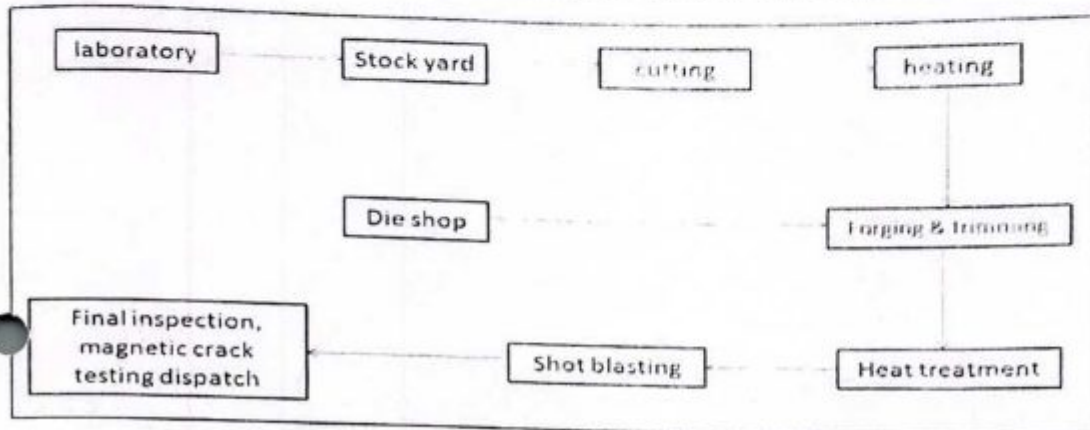 laboratory
Stock yard
cutting
heating
Die shop
Forging & Trimming
Final inspection,
magnetic crack
testing dispatch
Shot blasting
Heat treatment